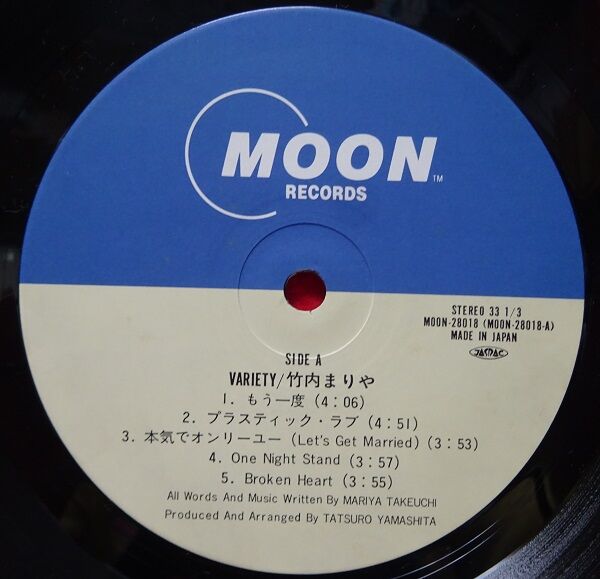 MOON
TM
RECORDS
STEREO 33 1/3
MOON-28018 (MOON-28018-A)
MADE IN JAPAN
JASRAC
SIDE A
VARIETY/竹内まりや
1. もう一度 (4:06)
2. プラスティック・ラブ (4:51)
3. 本気でオンリーユー (Let's Get Married) (3:53)
4. One Night Stand (3:57)
5. Broken Heart (3:55)
All Words And Music Written By MARIYA TAKEUCHI
Produced And Arranged By TATSURO YAMASHITA